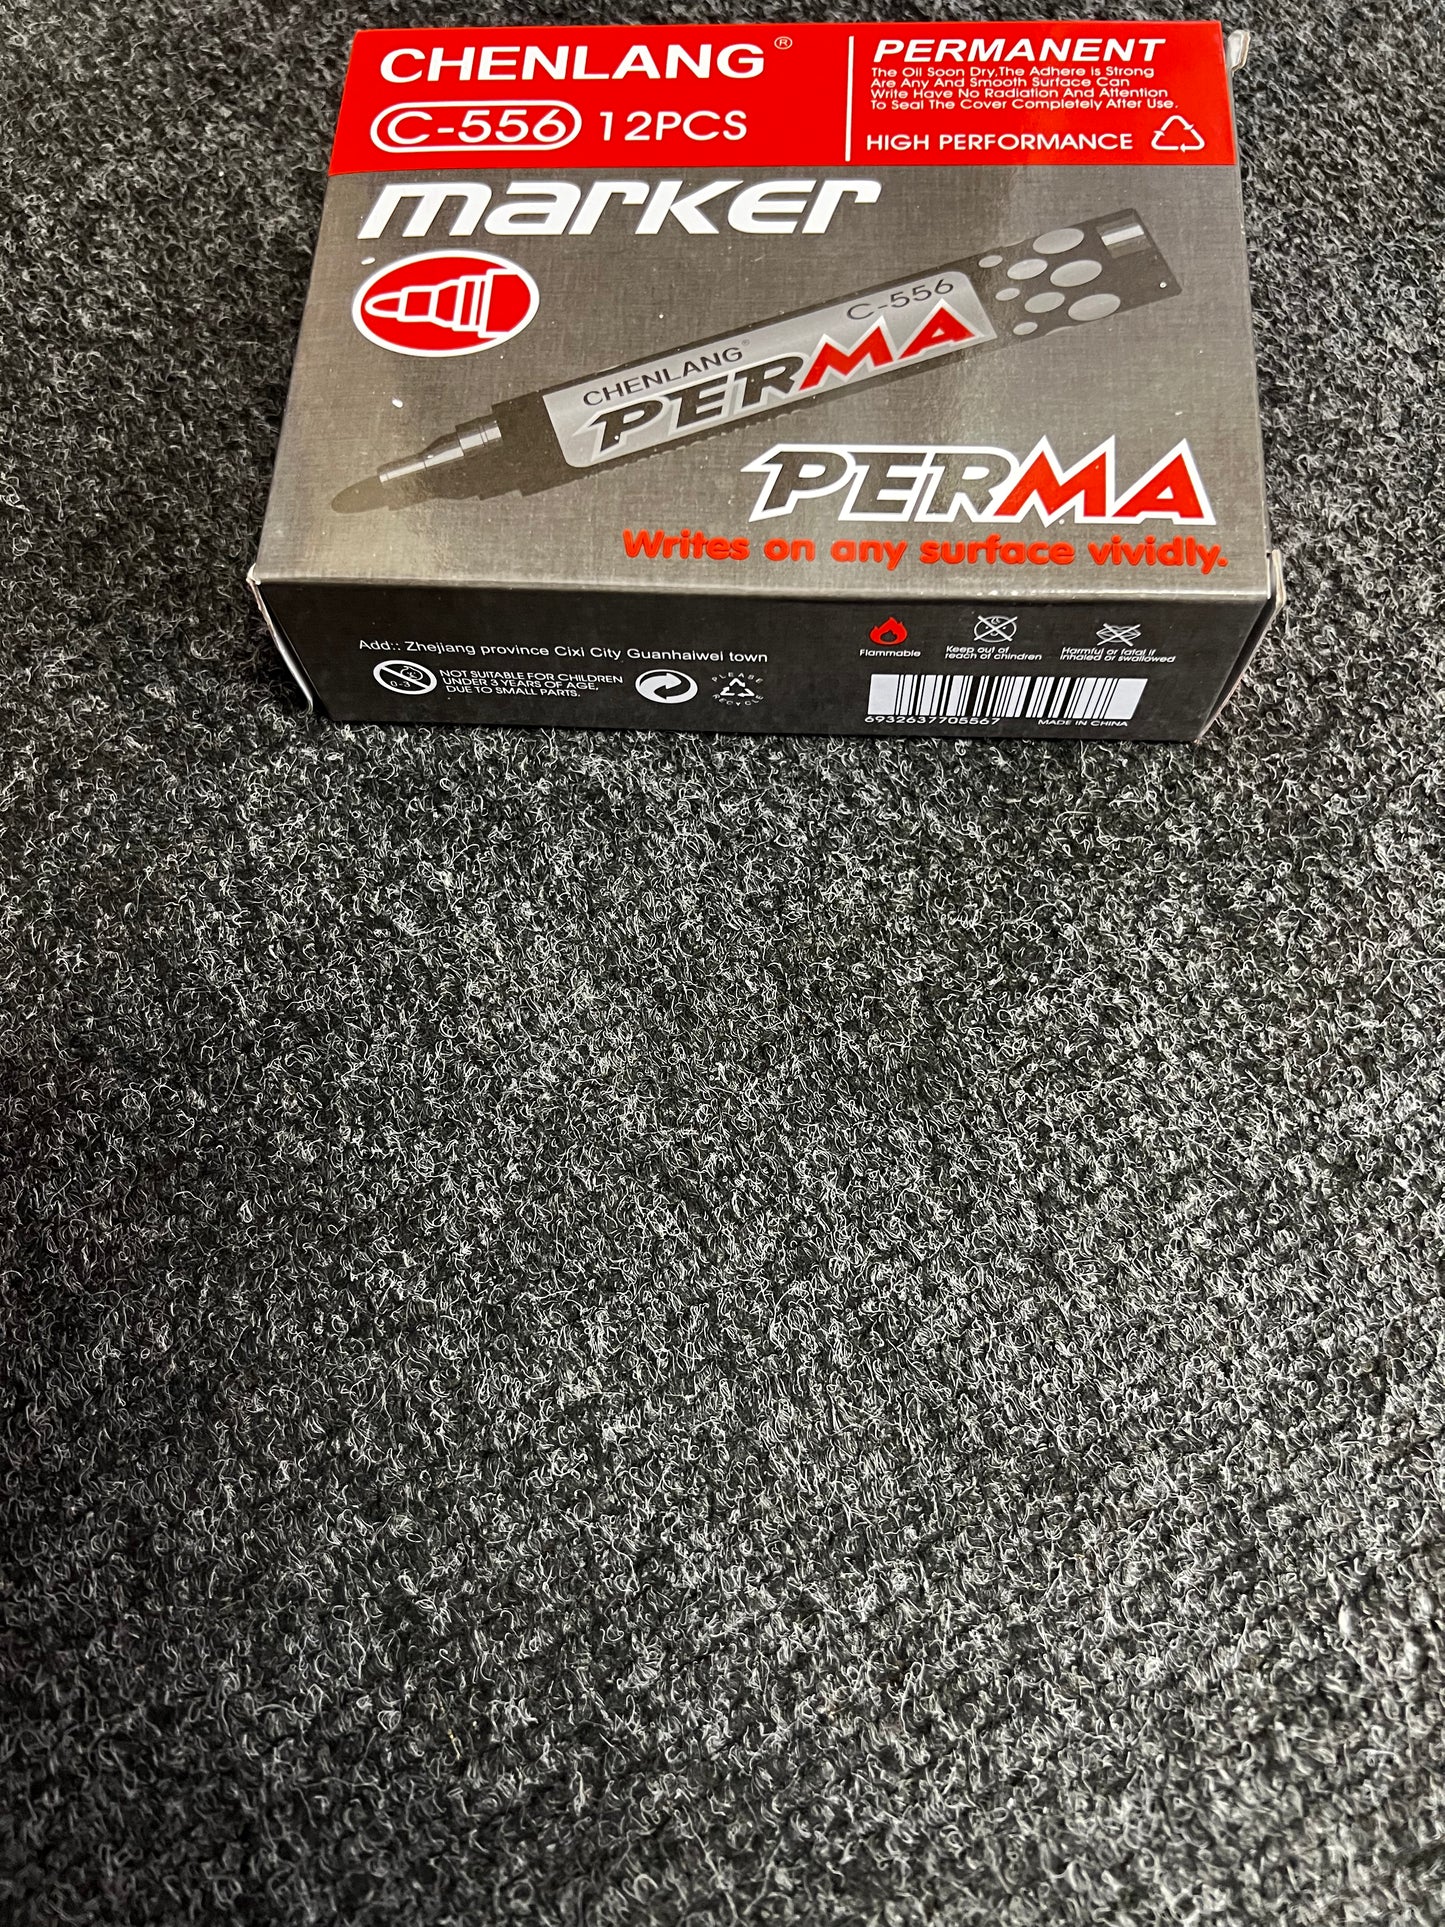 CHENLANG®
C-556 12PCS
PERMANENT
The Oil Soon Dry,The Adhere is Strong
Are Any And Smooth Surface Can
Write Have No Radiation And Attention
To Seal The Cover Completely After Use.
HIGH PERFORMANCE
marker
C-556
CHENLANG®
PERMA
PERMA
Writes on any surface vividly.
Add:: Zhejiang province Cixi City Guanhaiwei town
0-3
NOT SUITABLE FOR CHILDREN
UNDER 3 YEARS OF AGE,
DUE TO SMALL PARTS.
PLEASE
RECYCLE
Flammable
Keep out of
reach of chindren
Harmful or fatal if
inhaled or swallowed
6932637705567
MADE IN CHINA